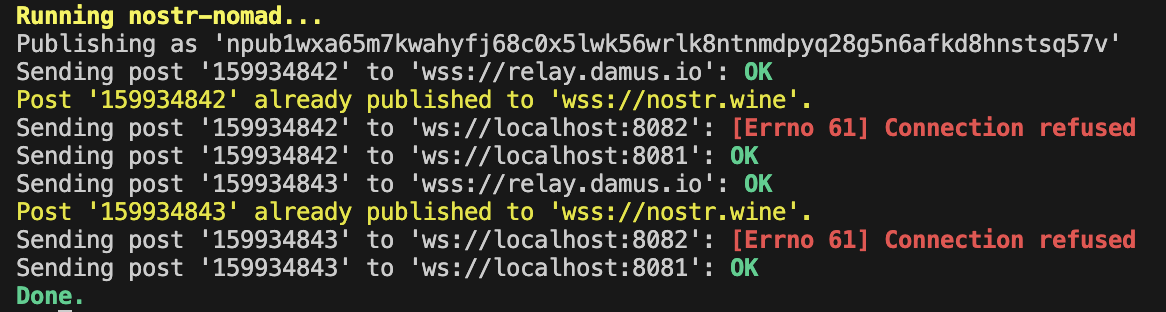 Running nostr-nomad...
Publishing as 'npub1wxa65m7kwahyfj68c0x5lwk56wrlk8ntnmdpyq28g5n6afkd8hnstsq57v'
Sending post '159934842' to 'wss://relay.damus.io': OK
Post '159934842' already published to 'wss://nostr.wine'.
Sending post '159934842' to 'ws://localhost:8082': [Errno 61] Connection refused
Sending post '159934842' to 'ws://localhost:8081': OK
Sending post '159934843' to 'wss://relay.damus.io': OK
Post '159934843' already published to 'wss://nostr.wine'.
Sending post '159934843' to 'ws://localhost:8082': [Errno 61] Connection refused
Sending post '159934843' to 'ws://localhost:8081': OK
Done.